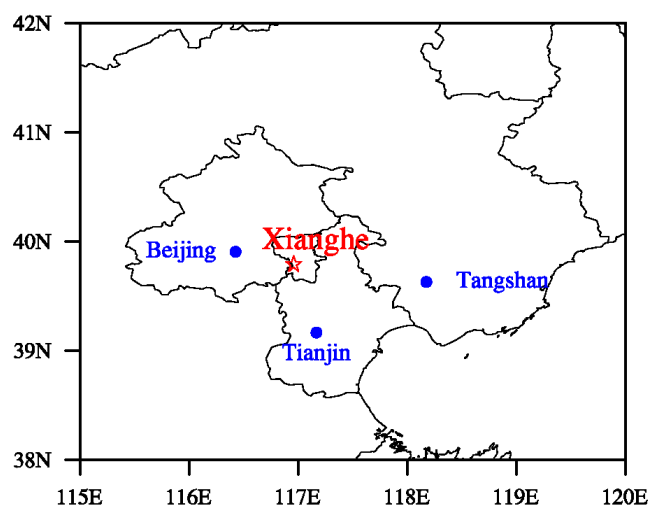 42N
41N
40N
39N
38N
Xianghe
Beijing
Tangshan
Tianjin
115E 116E 117E 118E 119E 120E